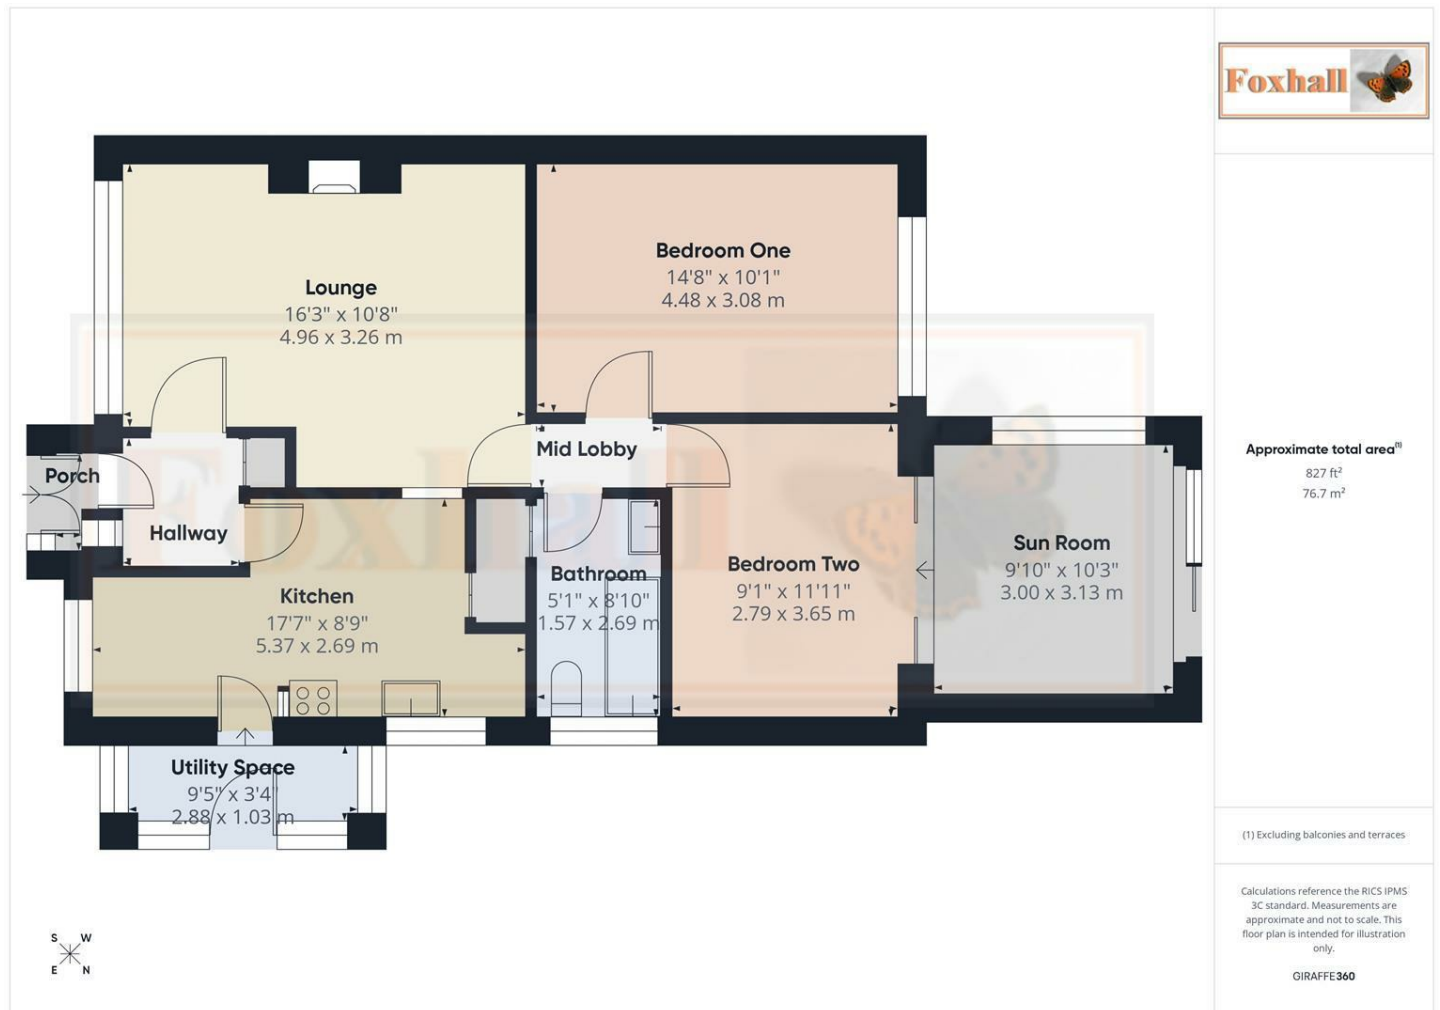 Foxhall
Lounge
16'3" x 10'8"
4.96 x 3.26 m
Bedroom One
14'8" x 10'1"
4.48 x 3.08 m
Mid Lobby
Porch
Hallway
Kitchen
17'7" x 8'9"
5.37 x 2.69 m
Bathroom
5'1" x 8'10"
1.57 x 2.69 m
Bedroom Two
9'1" x 11'11"
2.79 x 3.65 m
Sun Room
9'10" x 10'3"
3.00 x 3.13 m
Utility Space
9'5" x 3'4"
2.88 x 1.03 m
Foxhall
S W
E N
Approximate total area(1)
827 ft²
76.7 m²
(1) Excluding balconies and terraces
Calculations reference the RICS IPMS
3C standard. Measurements are
approximate and not to scale. This
floor plan is intended for illustration
only.
GIRAFFE360